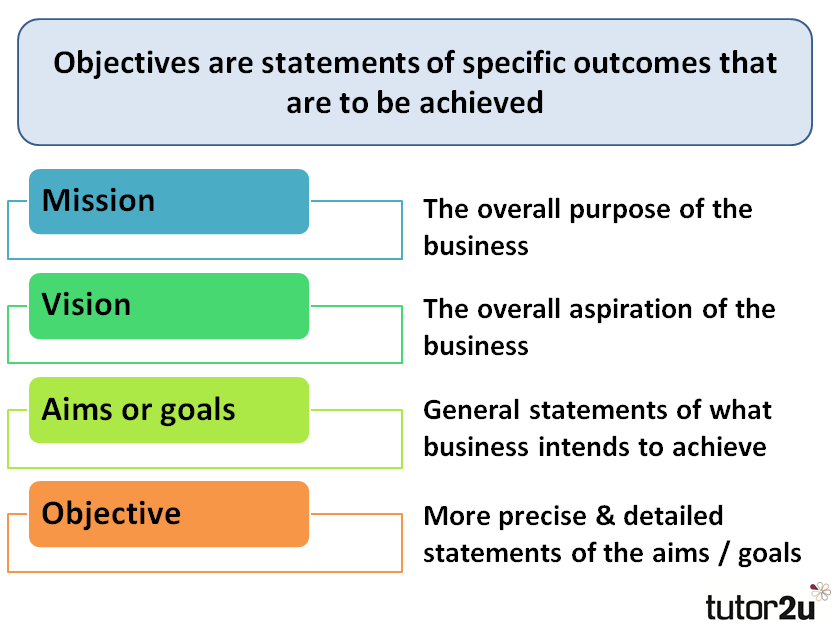 Objectives are statements of specific outcomes that
are to be achieved
Mission
The overall purpose of the
business
Vision
The overall aspiration of the
business
Aims or goals
General statements of what
business intends to achieve
Objective
More precise & detailed
statements of the aims / goals
tutor2u